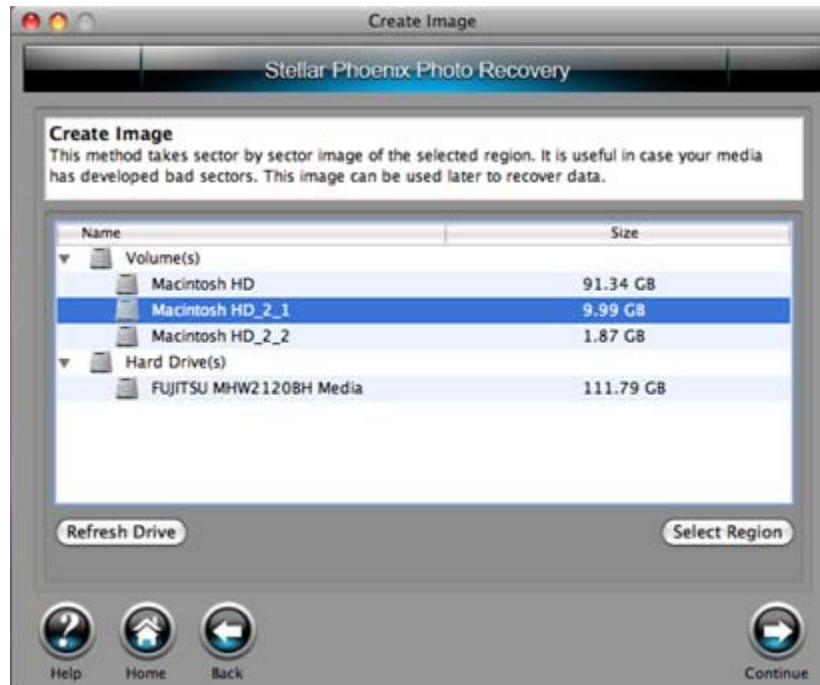 Create Image
Stellar Phoenix Photo Recovery
Create Image
This method takes sector by sector image of the selected region. It is useful in case your media
has developed bad sectors. This image can be used later to recover data.
Name Size
Volume(s)
Macintosh HD 91.34 GB
Macintosh HD_2_1 9.99 GB
Macintosh HD_2_2 1.87 GB
Hard Drive(s)
FUJITSU MHW2120BH Media 111.79 GB
Refresh Drive Select Region
Help Home Back Continue